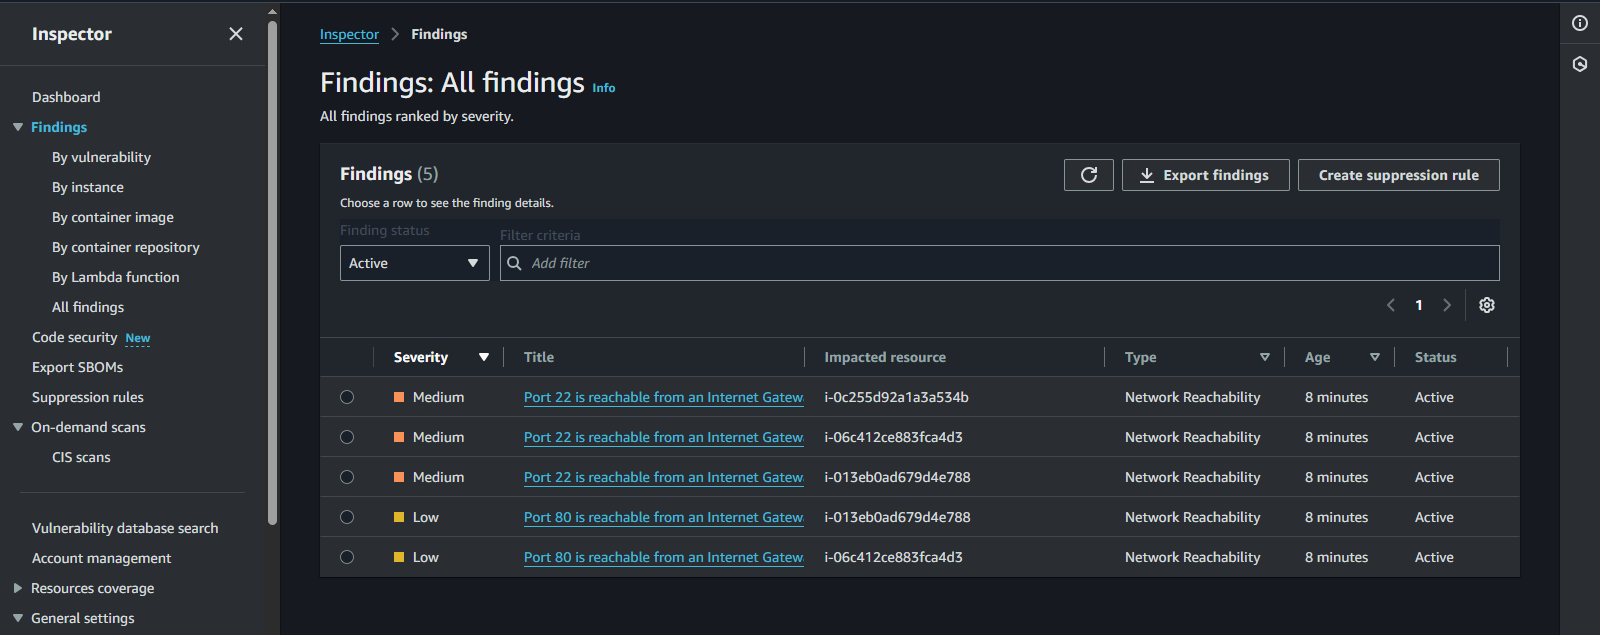 Inspector
Dashboard
Findings
By vulnerability
By instance
By container image
By container repository
By Lambda function
All findings
Code security New
Export SBOMs
Suppression rules
On-demand scans
CIS scans
Vulnerability database search
Account management
Resources coverage
General settings
Inspector > Findings
Findings: All findings Info
All findings ranked by severity.
Findings (5)
Export findings
Create suppression rule
Choose a row to see the finding details.
Finding status
Filter criteria
Active
Add filter
1
Severity Title Impacted resource Type Age Status
Medium Port 22 is reachable from an Internet Gatew i-0c255d92a1a3a534b Network Reachability 8 minutes Active
Medium Port 22 is reachable from an Internet Gatew i-06c412ce883fca4d3 Network Reachability 8 minutes Active
Medium Port 22 is reachable from an Internet Gatew i-013eb0ad679d4e788 Network Reachability 8 minutes Active
Low Port 80 is reachable from an Internet Gatew i-013eb0ad679d4e788 Network Reachability 8 minutes Active
Low Port 80 is reachable from an Internet Gatew i-06c412ce883fca4d3 Network Reachability 8 minutes Active